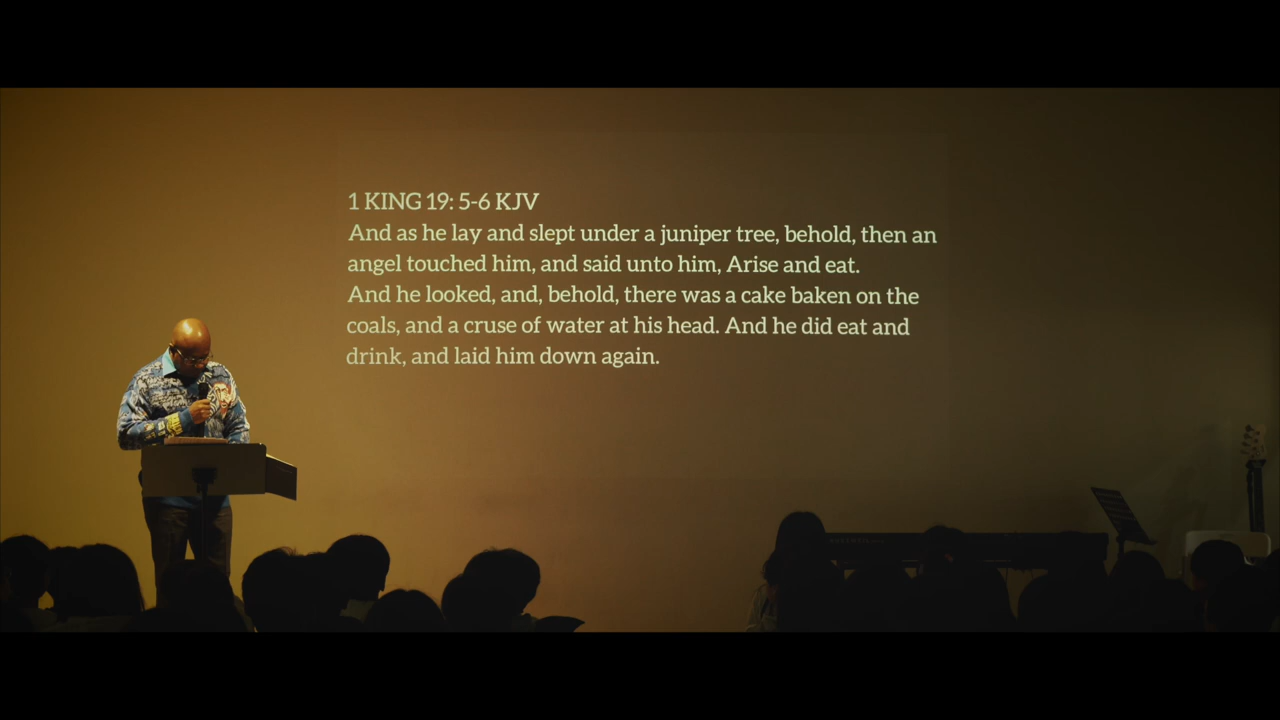 1 KING 19: 5-6 KJV
And as he lay and slept under a juniper tree, behold, then an
angel touched him, and said unto him, Arise and eat.
And he looked, and, behold, there was a cake baken on the
coals, and a cruse of water at his head. And he did eat and
drink, and laid him down again.